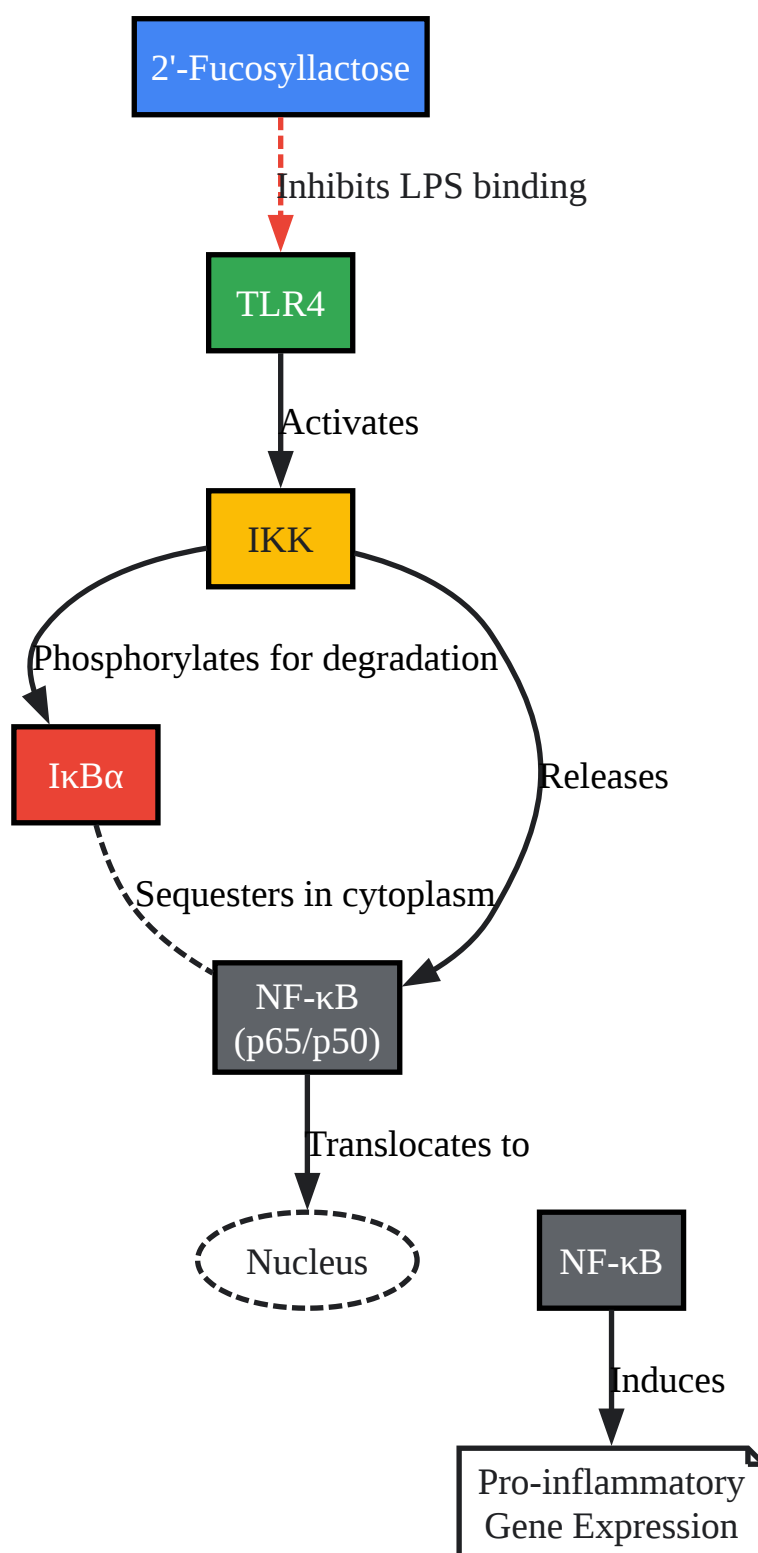 2'-Fucosyllactose
Inhibits LPS binding
TLR4
Activates
IKK
Phosphorylates for degradation
IκBα
Releases
Sequesters in cytoplasm
NF-κB
(p65/p50)
Translocates to
Nucleus
NF-κB
Induces
Pro-inflammatory
Gene Expression